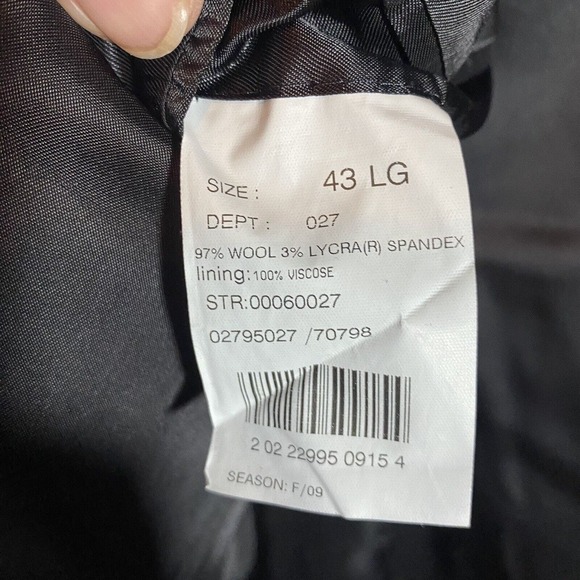 SIZE : 43 LG
DEPT : 027
97% WOOL 3% LYCRA(R) SPANDEX
lining:100% VISCOSE
STR:00060027
02795027 /70798
2 02 22995 0915 4
SEASON: F/09